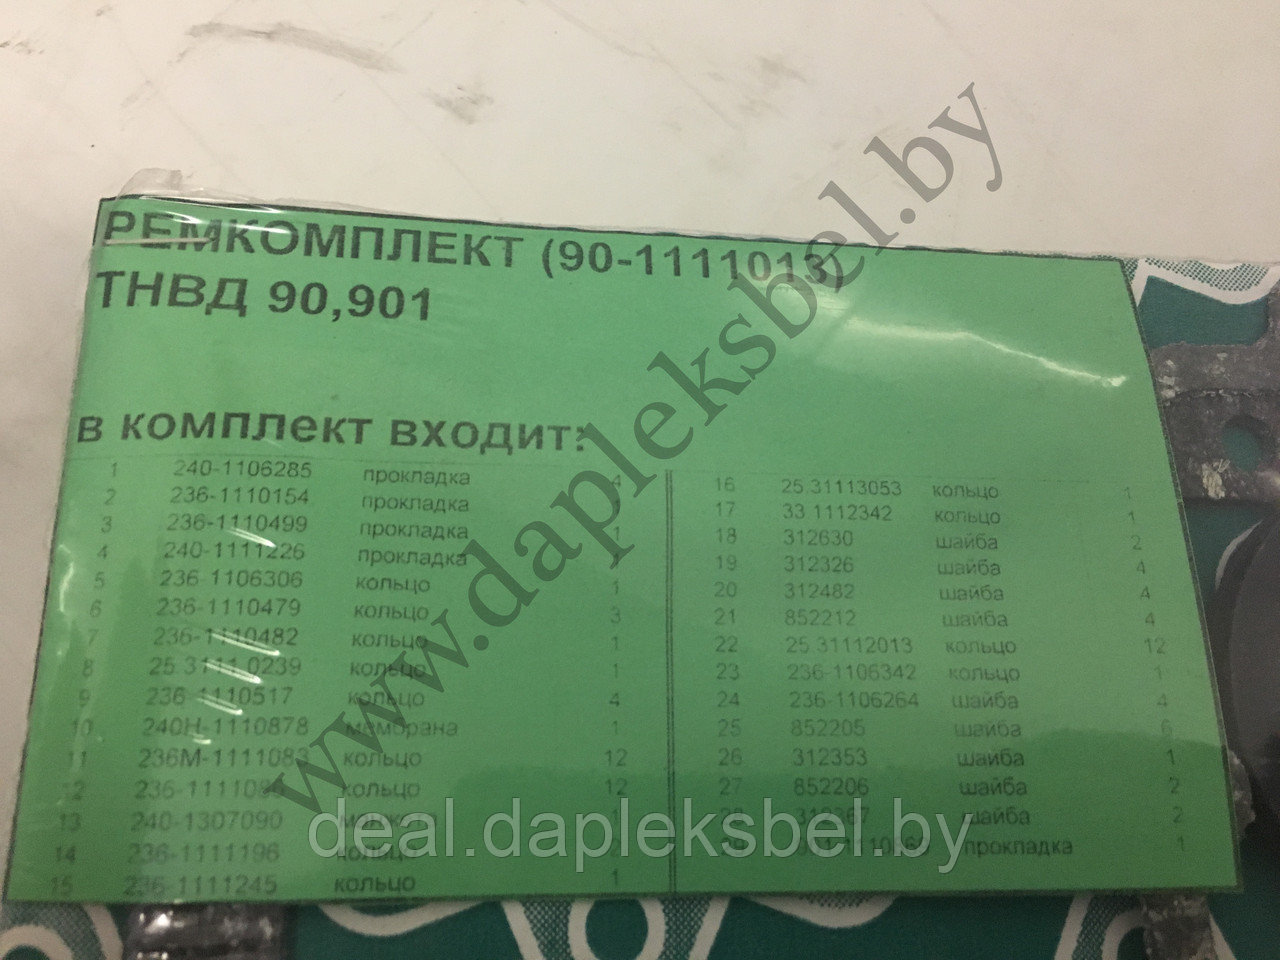 РЕМКОМПЛЕКТ (90-1111013)
ТНВД 90,901
в комплект входит:
1 240-1106285 прокладка 4
2 236-1110154 прокладка
3 236-1110499 прокладка 1
4 240-1111226 прокладка
5 236-1106306 кольцо 1
6 236-1110479 кольцо 3
7 236-1110482 кольцо 1
8 25.3111.0239 кольцо 1
9 236-1110517 кольцо 4
10 240Н-1110878 мембрана 1
11 236М-1111083 кольцо 12
12 кольцо 12
13 240-1307090
14 236-1111196 кольцо
15 236-1111245 кольцо 1
16 25.31113053 кольцо 1
17 33.1112342 кольцо 1
18 312630 шайба 2
19 312326 шайба 4
20 312482 шайба 4
21 852212 шайба 4
22 25.31112013 кольцо 12
23 236-1106342 кольцо 1
24 236-1106264 шайба 4
25 852205 шайба 6
26 312353 шайба 1
27 852206 шайба 2
шайба 2
прокладка 1
www.dapleksbel.by
deal.dapleksbel.by